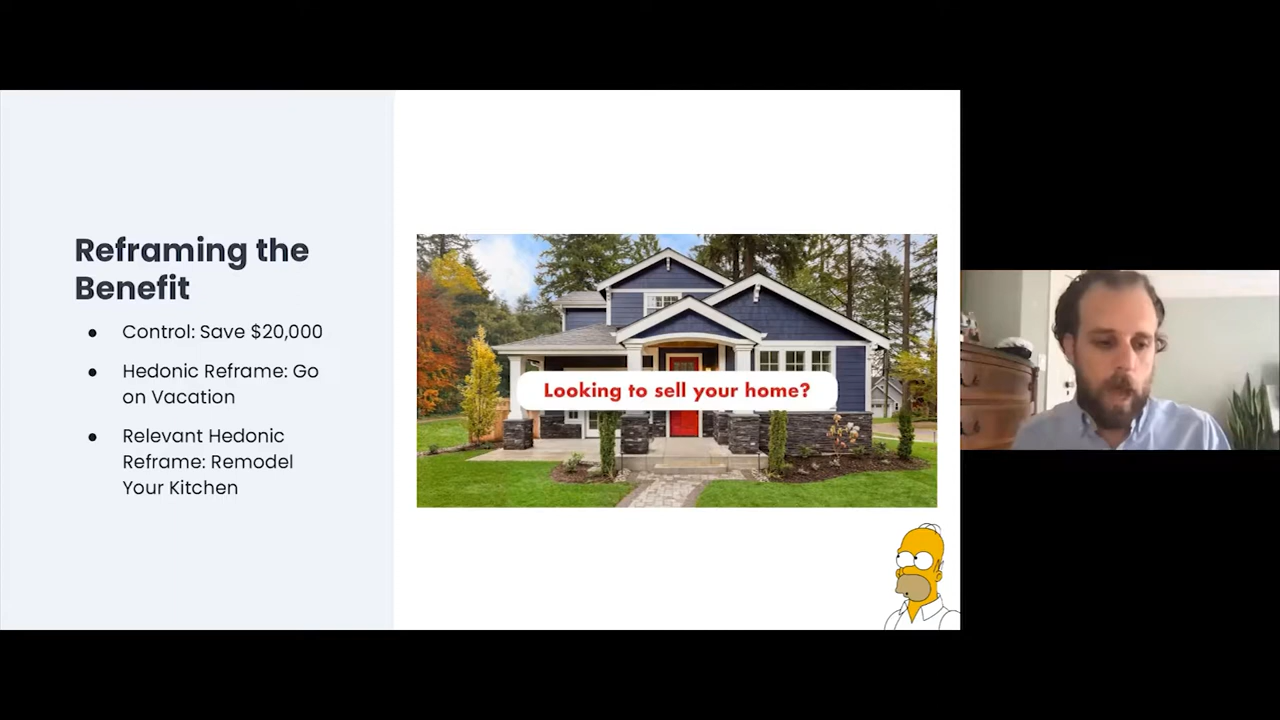 Reframing the
Benefit
● Control: Save $20,000
● Hedonic Reframe: Go
on Vacation
● Relevant Hedonic
Reframe: Remodel
Your Kitchen
Looking to sell your home?